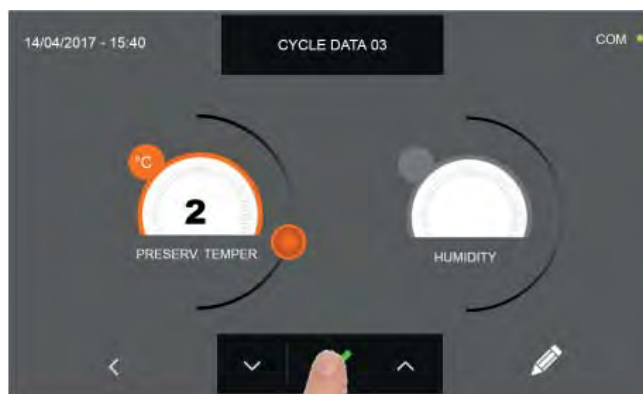 14/04/2017 - 15:40
CYCLE DATA 03
COM
°C
2
PRESERV. TEMPER
HUMIDITY